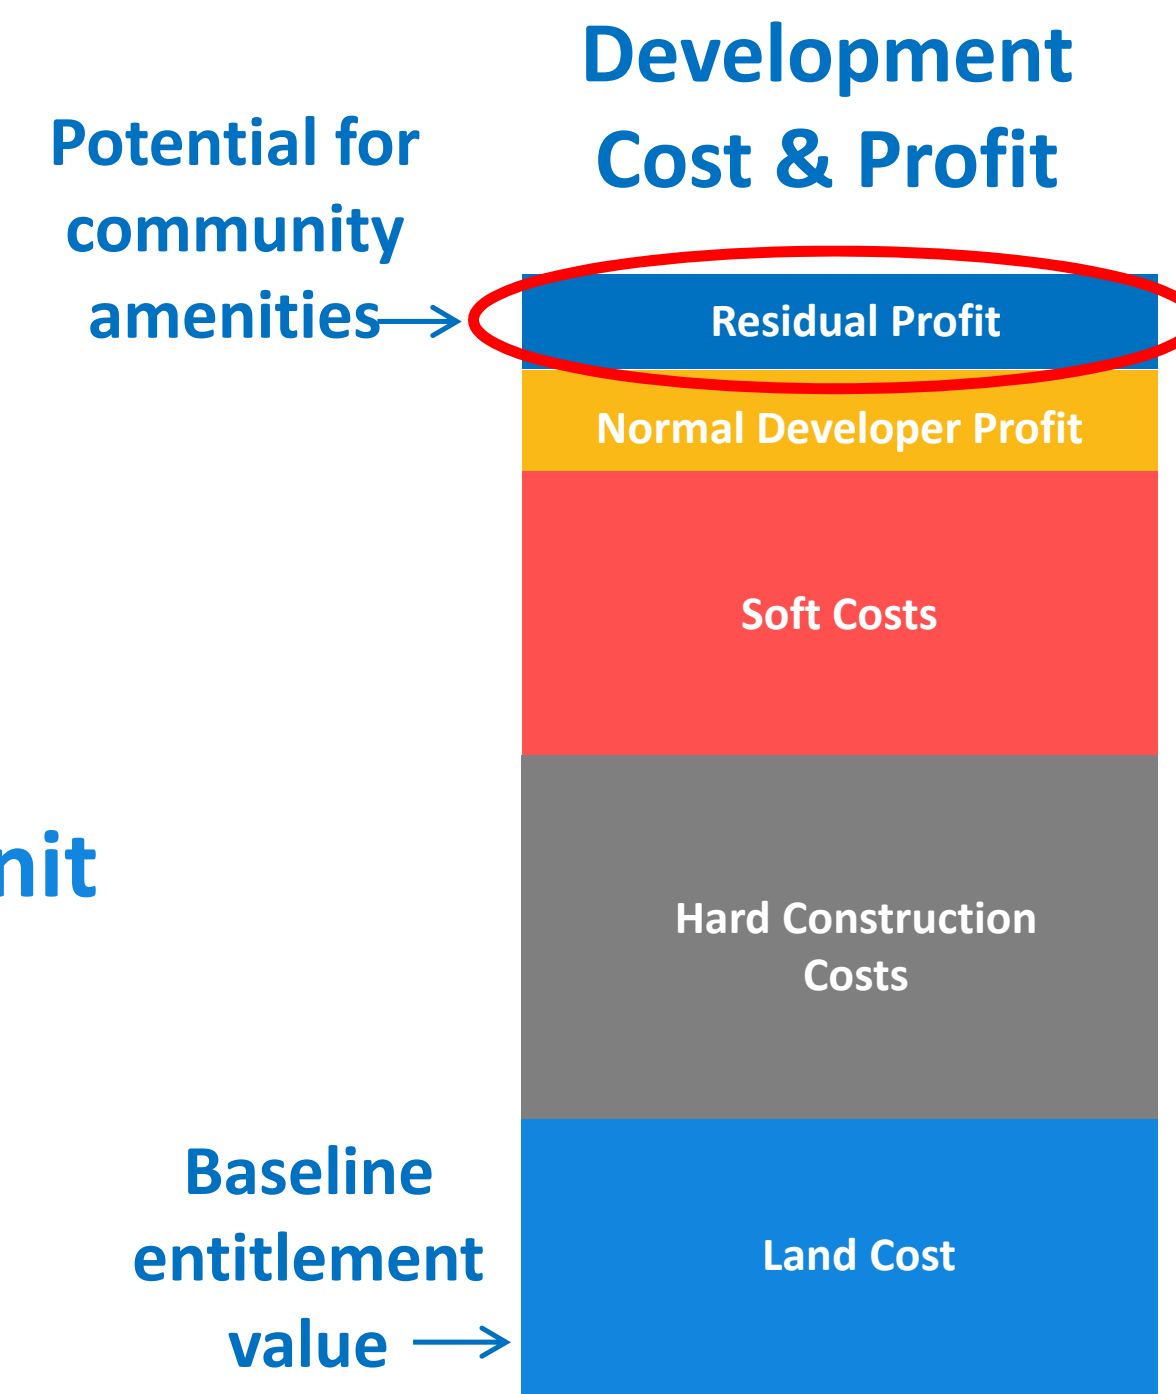 Development
Cost & Profit
Potential for
community
amenities
Residual Profit
Normal Developer Profit
Soft Costs
nit
Hard Construction
Costs
Baseline
entitlement
value
Land Cost